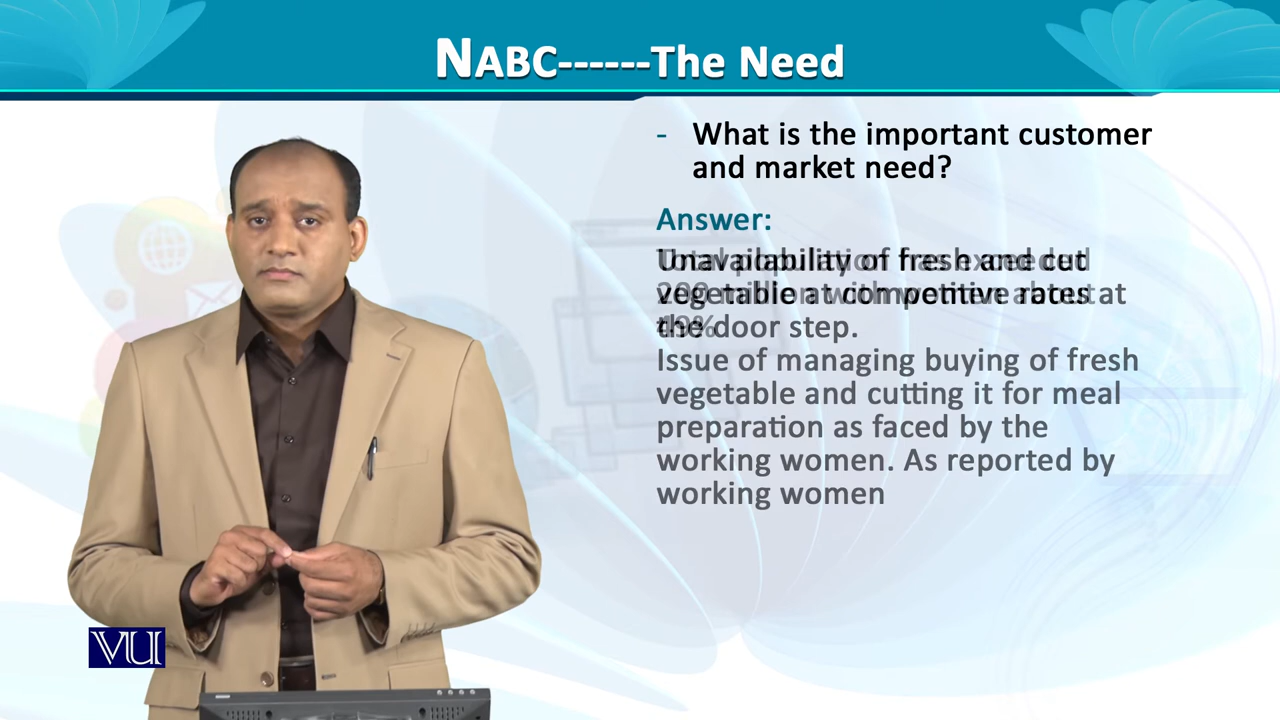 NABC------The Need
- What is the important customer
and market need?
Answer:
Unavailability of fresh and cut
vegetable at competitive rates at
the door step.
Issue of managing buying of fresh
vegetable and cutting it for meal
preparation as faced by the
working women. As reported by
working women
VU